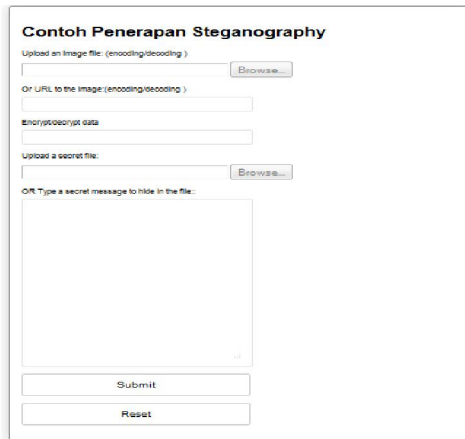 Contoh Penerapan Steganography
Upload an image file: (encoding/decoding )
Browse...
Or URL to the image:(encoding/decoding )
Encrypt/decrypt data
Upload a secret file:
Browse...
OR Type a secret message to hide in the file:
Submit
Reset